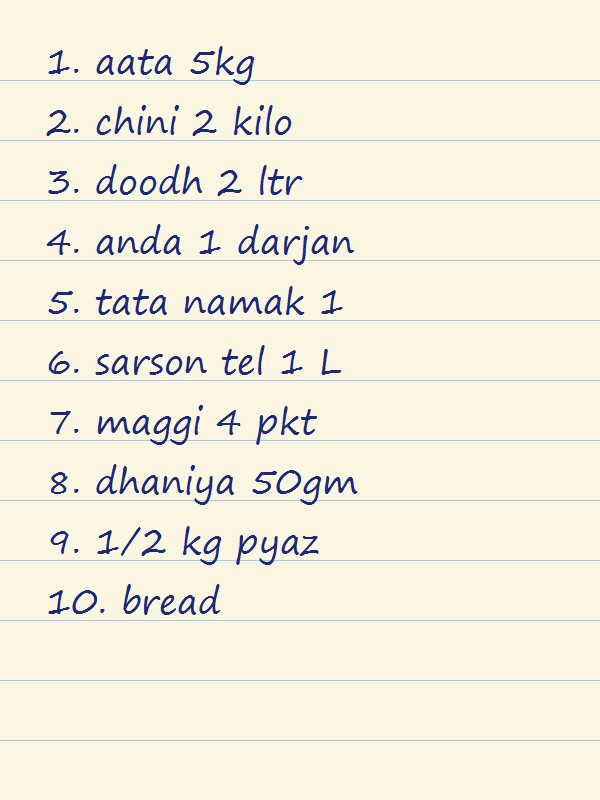 1. aata 5kg
2. chini 2 kilo
3. doodh 2 ltr
4. anda 1 darjan
5. tata namak 1
6. sarson tel 1 L
7. maggi 4 pkt
8. dhaniya 50gm
9. 1/2 kg pyaz
10. bread